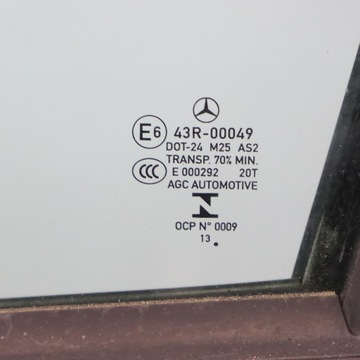 E6 43R-00049
DOT-24 M25 AS2
TRANSP. 70% MIN.
CCC E 000292 20T
AGC AUTOMOTIVE
N
OCP N° 0009
13 .